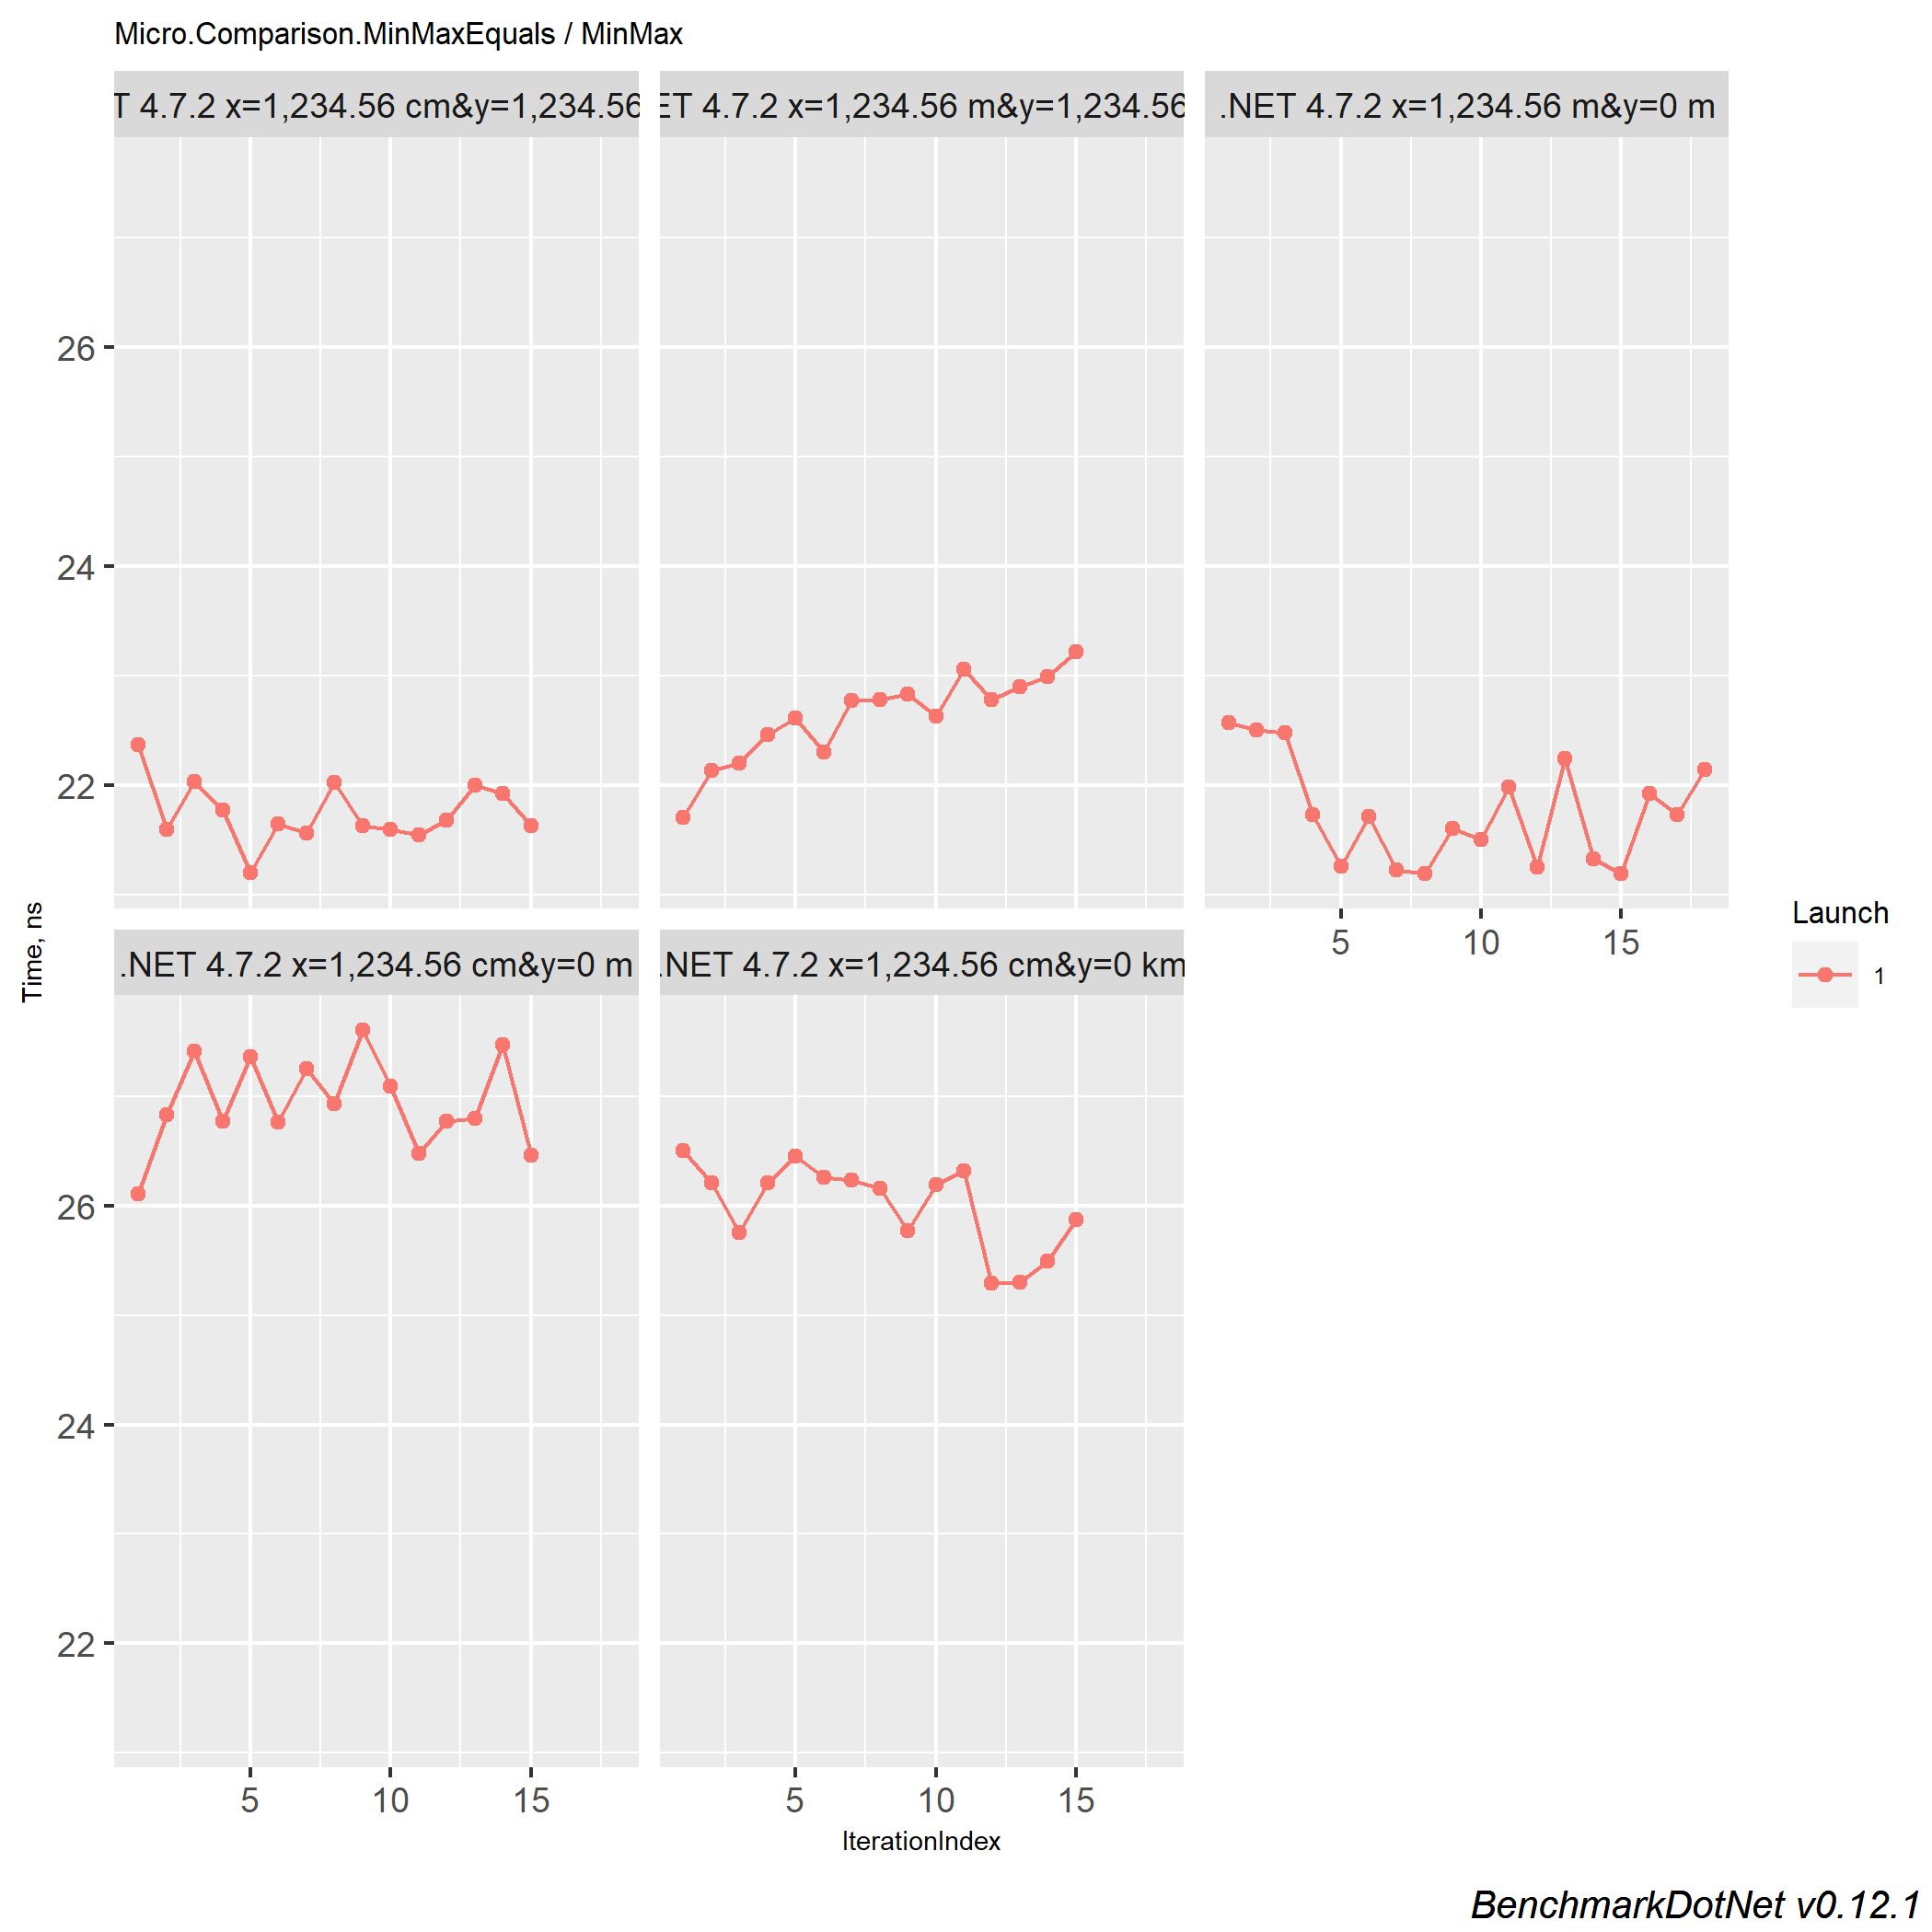 Micro.Comparison.MinMaxEquals / MinMax
T 4.7.2 x=1,234.56 cm&y=1,234.56
ET 4.7.2 x=1,234.56 m&y=1,234.56
.NET 4.7.2 x=1,234.56 m&y=0 m
26
24
22
5 10 15
Time, ns
Launch
1
.NET 4.7.2 x=1,234.56 cm&y=0 m
.NET 4.7.2 x=1,234.56 cm&y=0 km
26
24
22
5 10 15
5 10 15
IterationIndex
BenchmarkDotNet v0.12.1